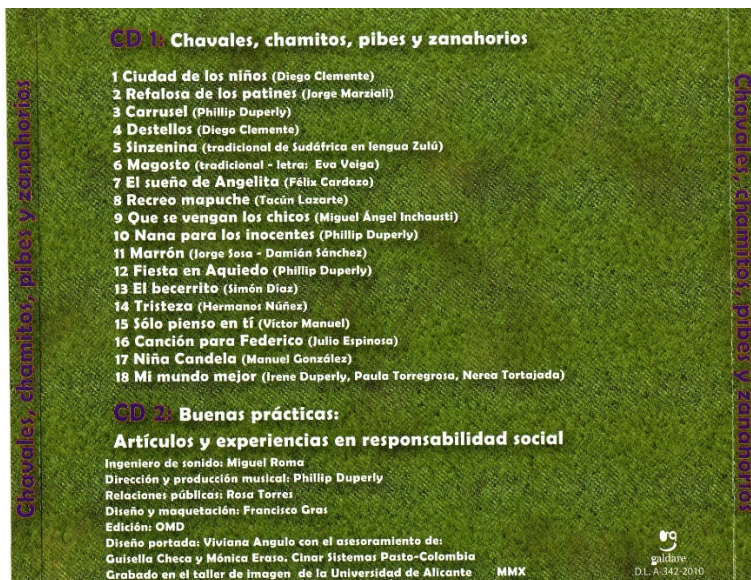 Chavales, chamitos, pibes y zanahorios
CD 1: Chavales, chamitos, pibes y zanahorios
1 Ciudad de los niños (Diego Clemente)
2 Refalosa de los patines (Jorge Marziali)
3 Carrusel (Phillip Duperly)
4 Destellos (Diego Clemente)
5 Sinzenina (tradicional de Sudáfrica en lengua Zulú)
6 Magosto (tradicional - letra: Eva Veiga)
7 El sueño de Angelita (Félix Cardozo)
8 Recreo mapuche (Tacún Lazarte)
9 Que se vengan los chicos (Miguel Ángel Inchausti)
10 Nana para los inocentes (Phillip Duperly)
11 Marrón (Jorge Sosa - Damián Sánchez)
12 Fiesta en Aquiedo (Phillip Duperly)
13 El becerrito (Simón Díaz)
14 Tristeza (Hermanos Núñez)
15 Sólo pienso en tí (Víctor Manuel)
16 Canción para Federico (Julio Espinosa)
17 Niña Candela (Manuel González)
18 Mi mundo mejor (Irene Duperly, Paula Torregrosa, Nerea Tortajada)
CD 2: Buenas prácticas:
Artículos y experiencias en responsabilidad social
Ingeniero de sonido: Miguel Roma
Dirección y producción musical: Phillip Duperly
Relaciones públicas: Rosa Torres
Diseño y maquetación: Francisco Gras
Edición: OMD
Diseño portada: Viviana Angulo con el asesoramiento de:
Guisella Checa y Mónica Eraso. Cinar Sistemas Pasto-Colombia
Grabado en el taller de imagen de la Universidad de Alicante MMX
galdare
D.L. A-342-2010
Chavales, chamitos, pibes y zanahorios